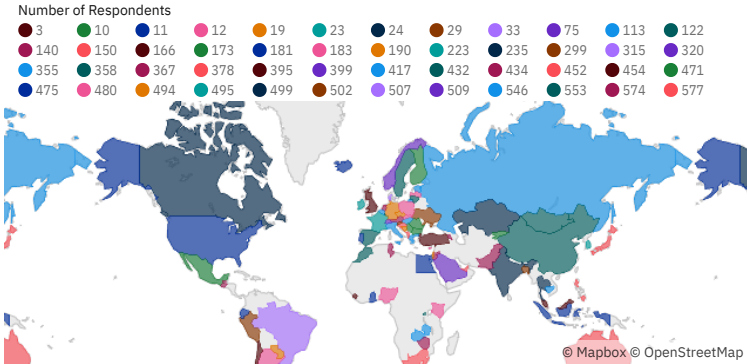 Number of Respondents
3 10 11 12 19 23 24 29 33 75 113 122
140 150 166 173 181 183 190 223 235 299 315 320
355 358 367 378 395 399 417 432 434 452 454 471
475 480 494 495 499 502 507 509 546 553 574 577
© Mapbox © OpenStreetMap